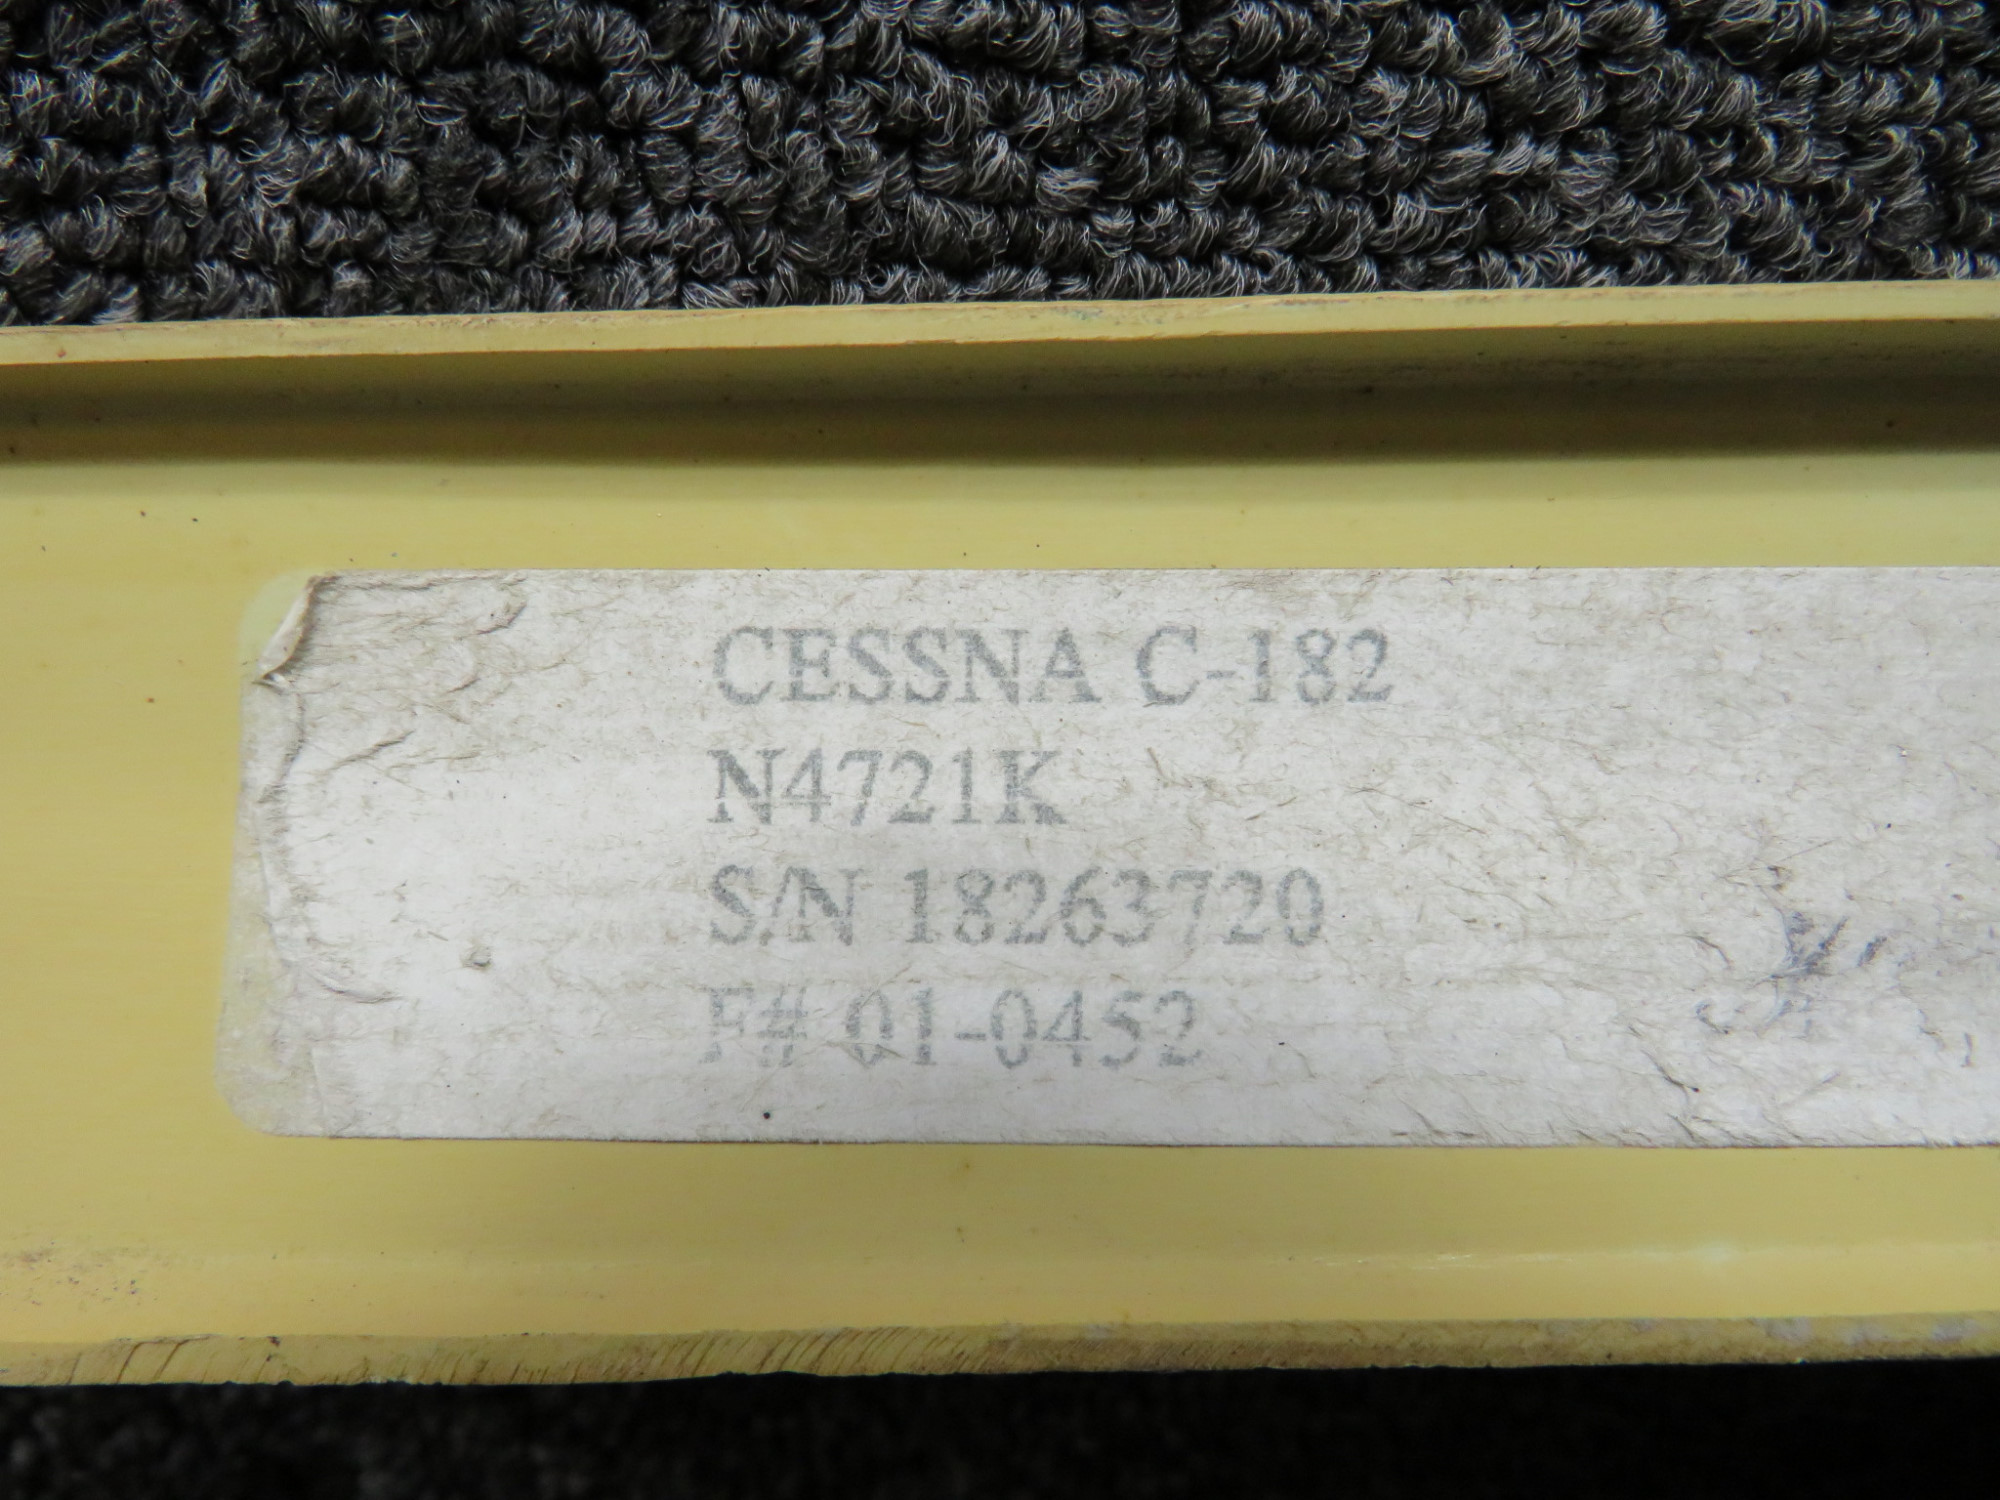 CESSNA C-182
N4721K
S/N 18263720
F# 01-0452